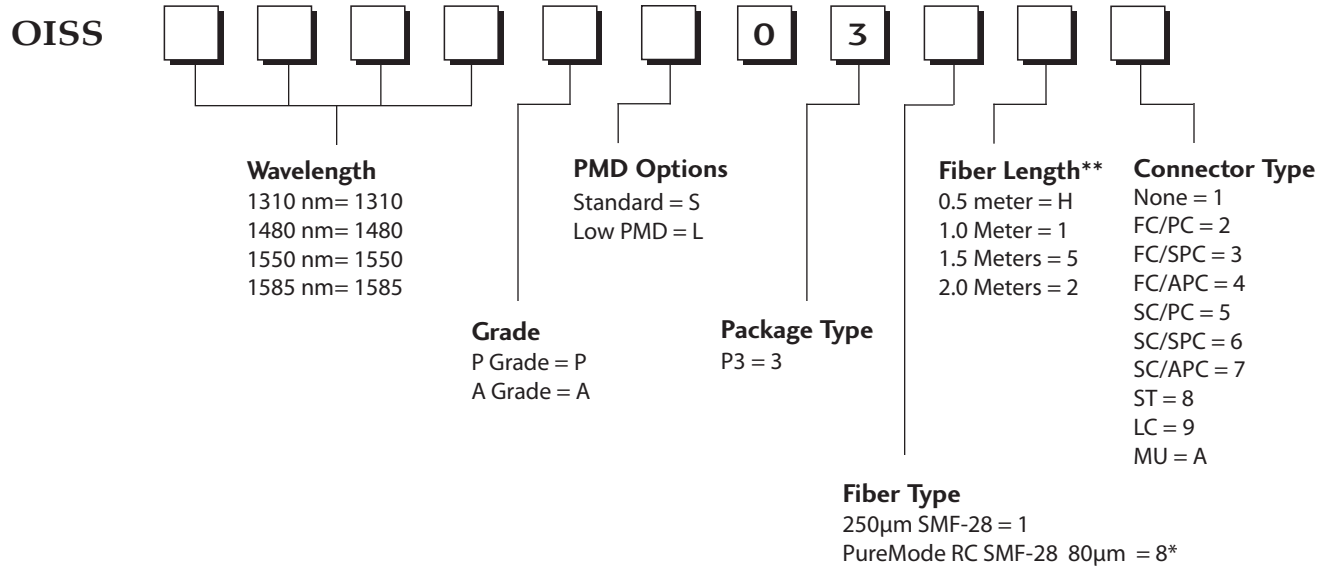 OISS 0 3
Wavelength
1310 nm= 1310
1480 nm= 1480
1550 nm= 1550
1585 nm= 1585
Grade
P Grade = P
A Grade = A
PMD Options
Standard = S
Low PMD = L
Package Type
P3 = 3
Fiber Type
250µm SMF-28 = 1
PureMode RC SMF-28 80µm = 8*
Fiber Length**
0.5 meter = H
1.0 Meter = 1
1.5 Meters = 5
2.0 Meters = 2
Connector Type
None = 1
FC/PC = 2
FC/SPC = 3
FC/APC = 4
SC/PC = 5
SC/SPC = 6
SC/APC = 7
ST = 8
LC = 9
MU = A